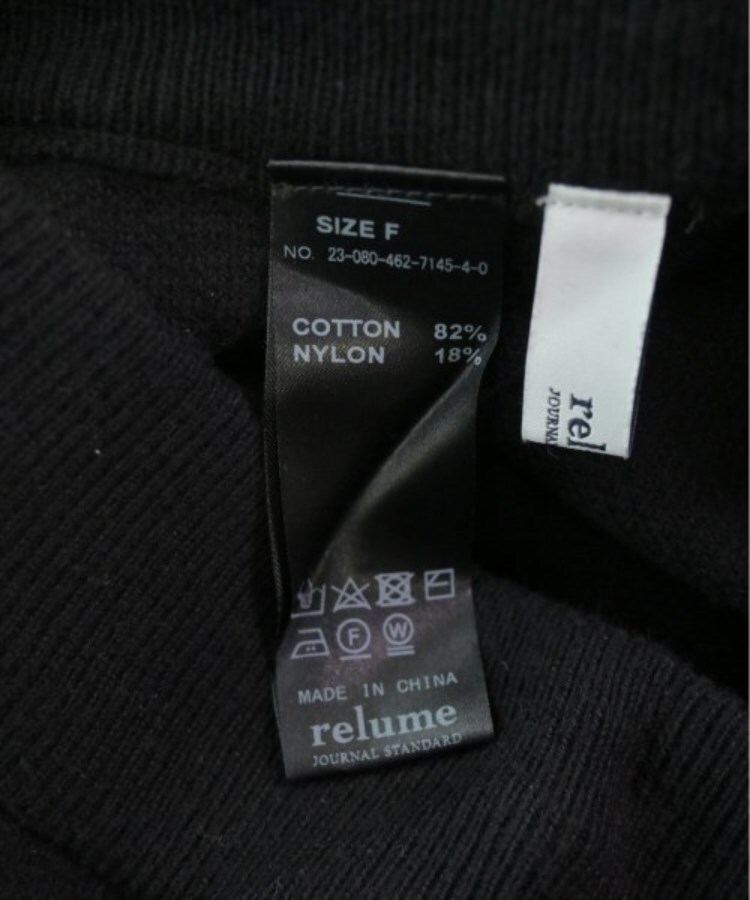 SIZE F
NO. 23-080-462-7145-4-0
COTTON 82%
NYLON 18%
F W
MADE IN CHINA
relume
JOURNAL STANDARD
rel
JOURNA